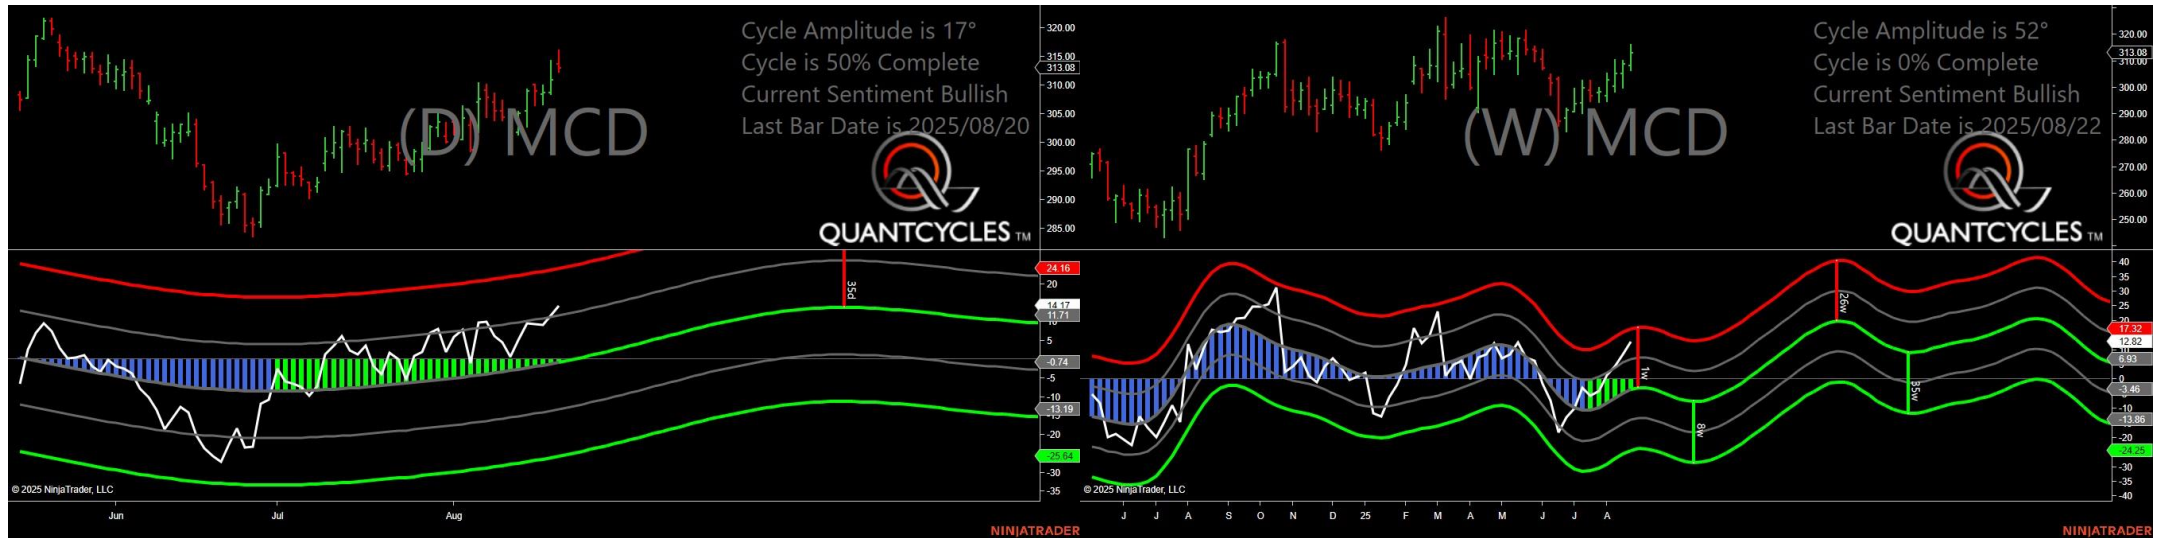 Cycle Amplitude is 17°
Cycle is 50% Complete
Current Sentiment Bullish
Last Bar Date is 2025/08/20
(D) MCD
QUANTCYCLES TM
320.00
315.00
313.08
310.00
305.00
300.00
295.00
290.00
285.00
24.16
20
14.17
11.71
10
5
-0.74
-5
-10
-13.19
-15
-20
-25.64
-30
-35
35d
© 2025 NinjaTrader, LLC
Jun Jul Aug
NINJATRADER
Cycle Amplitude is 52°
Cycle is 0% Complete
Current Sentiment Bullish
Last Bar Date is 2025/08/22
(W) MCD
QUANTCYCLES TM
320.00
313.08
310.00
300.00
290.00
280.00
270.00
260.00
250.00
40
35
30
25
20
17.32
12.82
10
6.93
0
-3.46
-10
-13.86
-20
-24.25
-30
-35
-40
1w
8w
26w
35w
© 2025 NinjaTrader, LLC
J J A S O N D 25 F M A M J J A
NINJATRADER